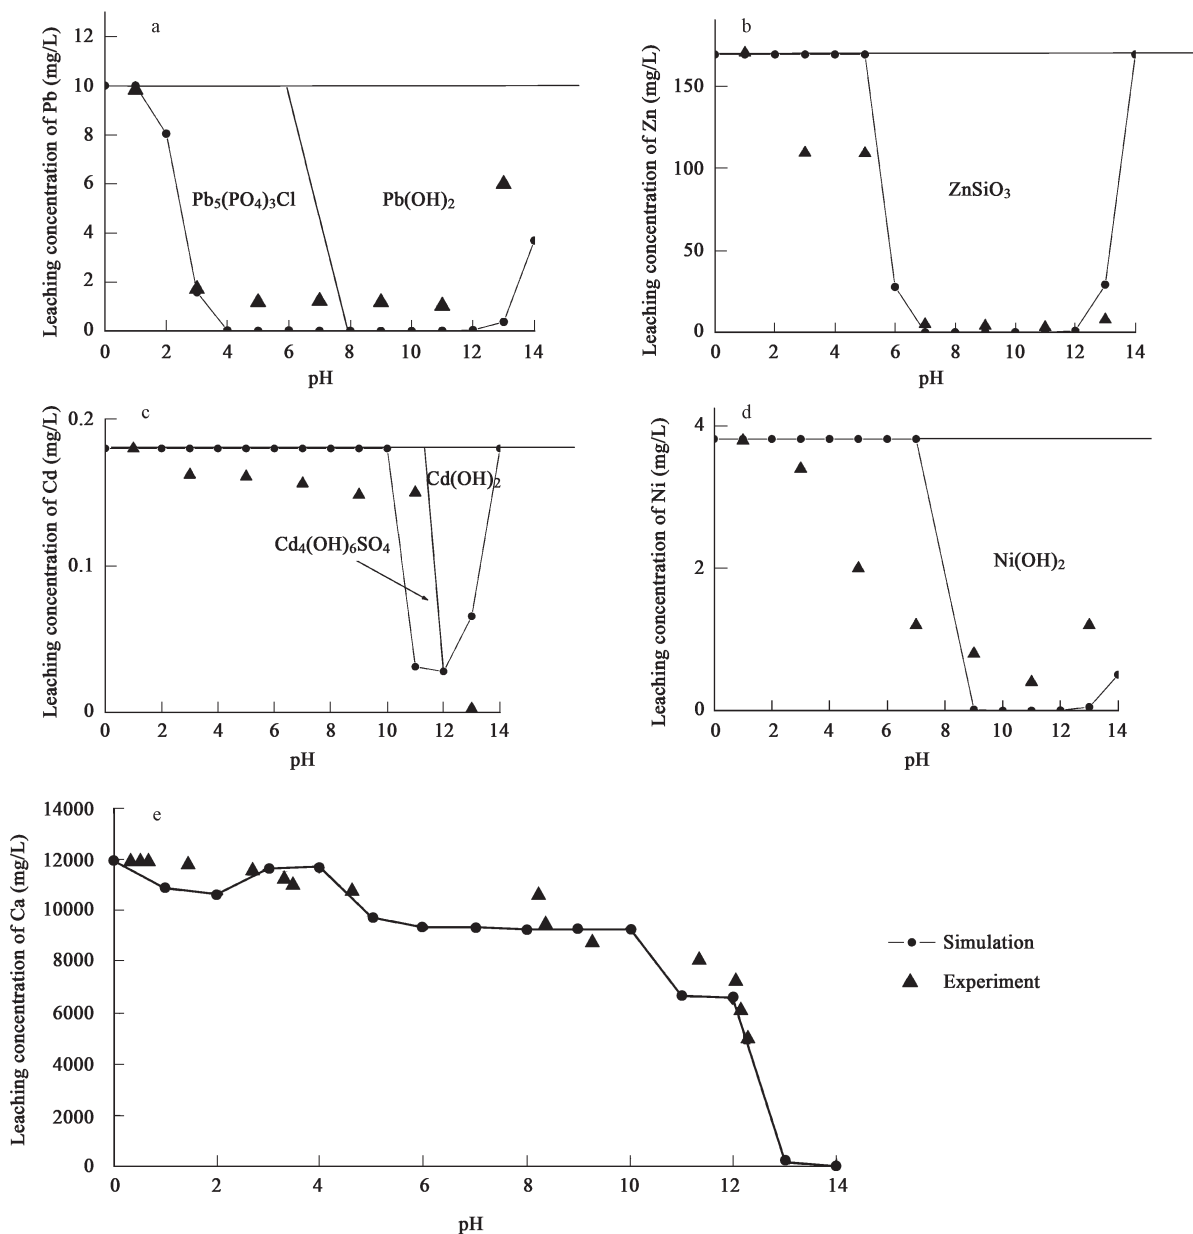 a
Leaching concentration of Pb (mg/L)
12
10
8
6
4
2
0
Pb5(PO4)3Cl
Pb(OH)2
0 2 4 6 8 10 12 14
pH
b
Leaching concentration of Zn (mg/L)
150
100
50
0
ZnSiO3
0 2 4 6 8 10 12 14
pH
c
Leaching concentration of Cd (mg/L)
0.2
0.1
0
Cd(OH)2
Cd4(OH)6SO4
0 2 4 6 8 10 12 14
pH
d
Leaching concentration of Ni (mg/L)
4
2
0
Ni(OH)2
0 2 4 6 8 10 12 14
pH
e
Leaching concentration of Ca (mg/L)
14000
12000
10000
8000
6000
4000
2000
0
0 2 4 6 8 10 12 14
pH
Simulation
Experiment